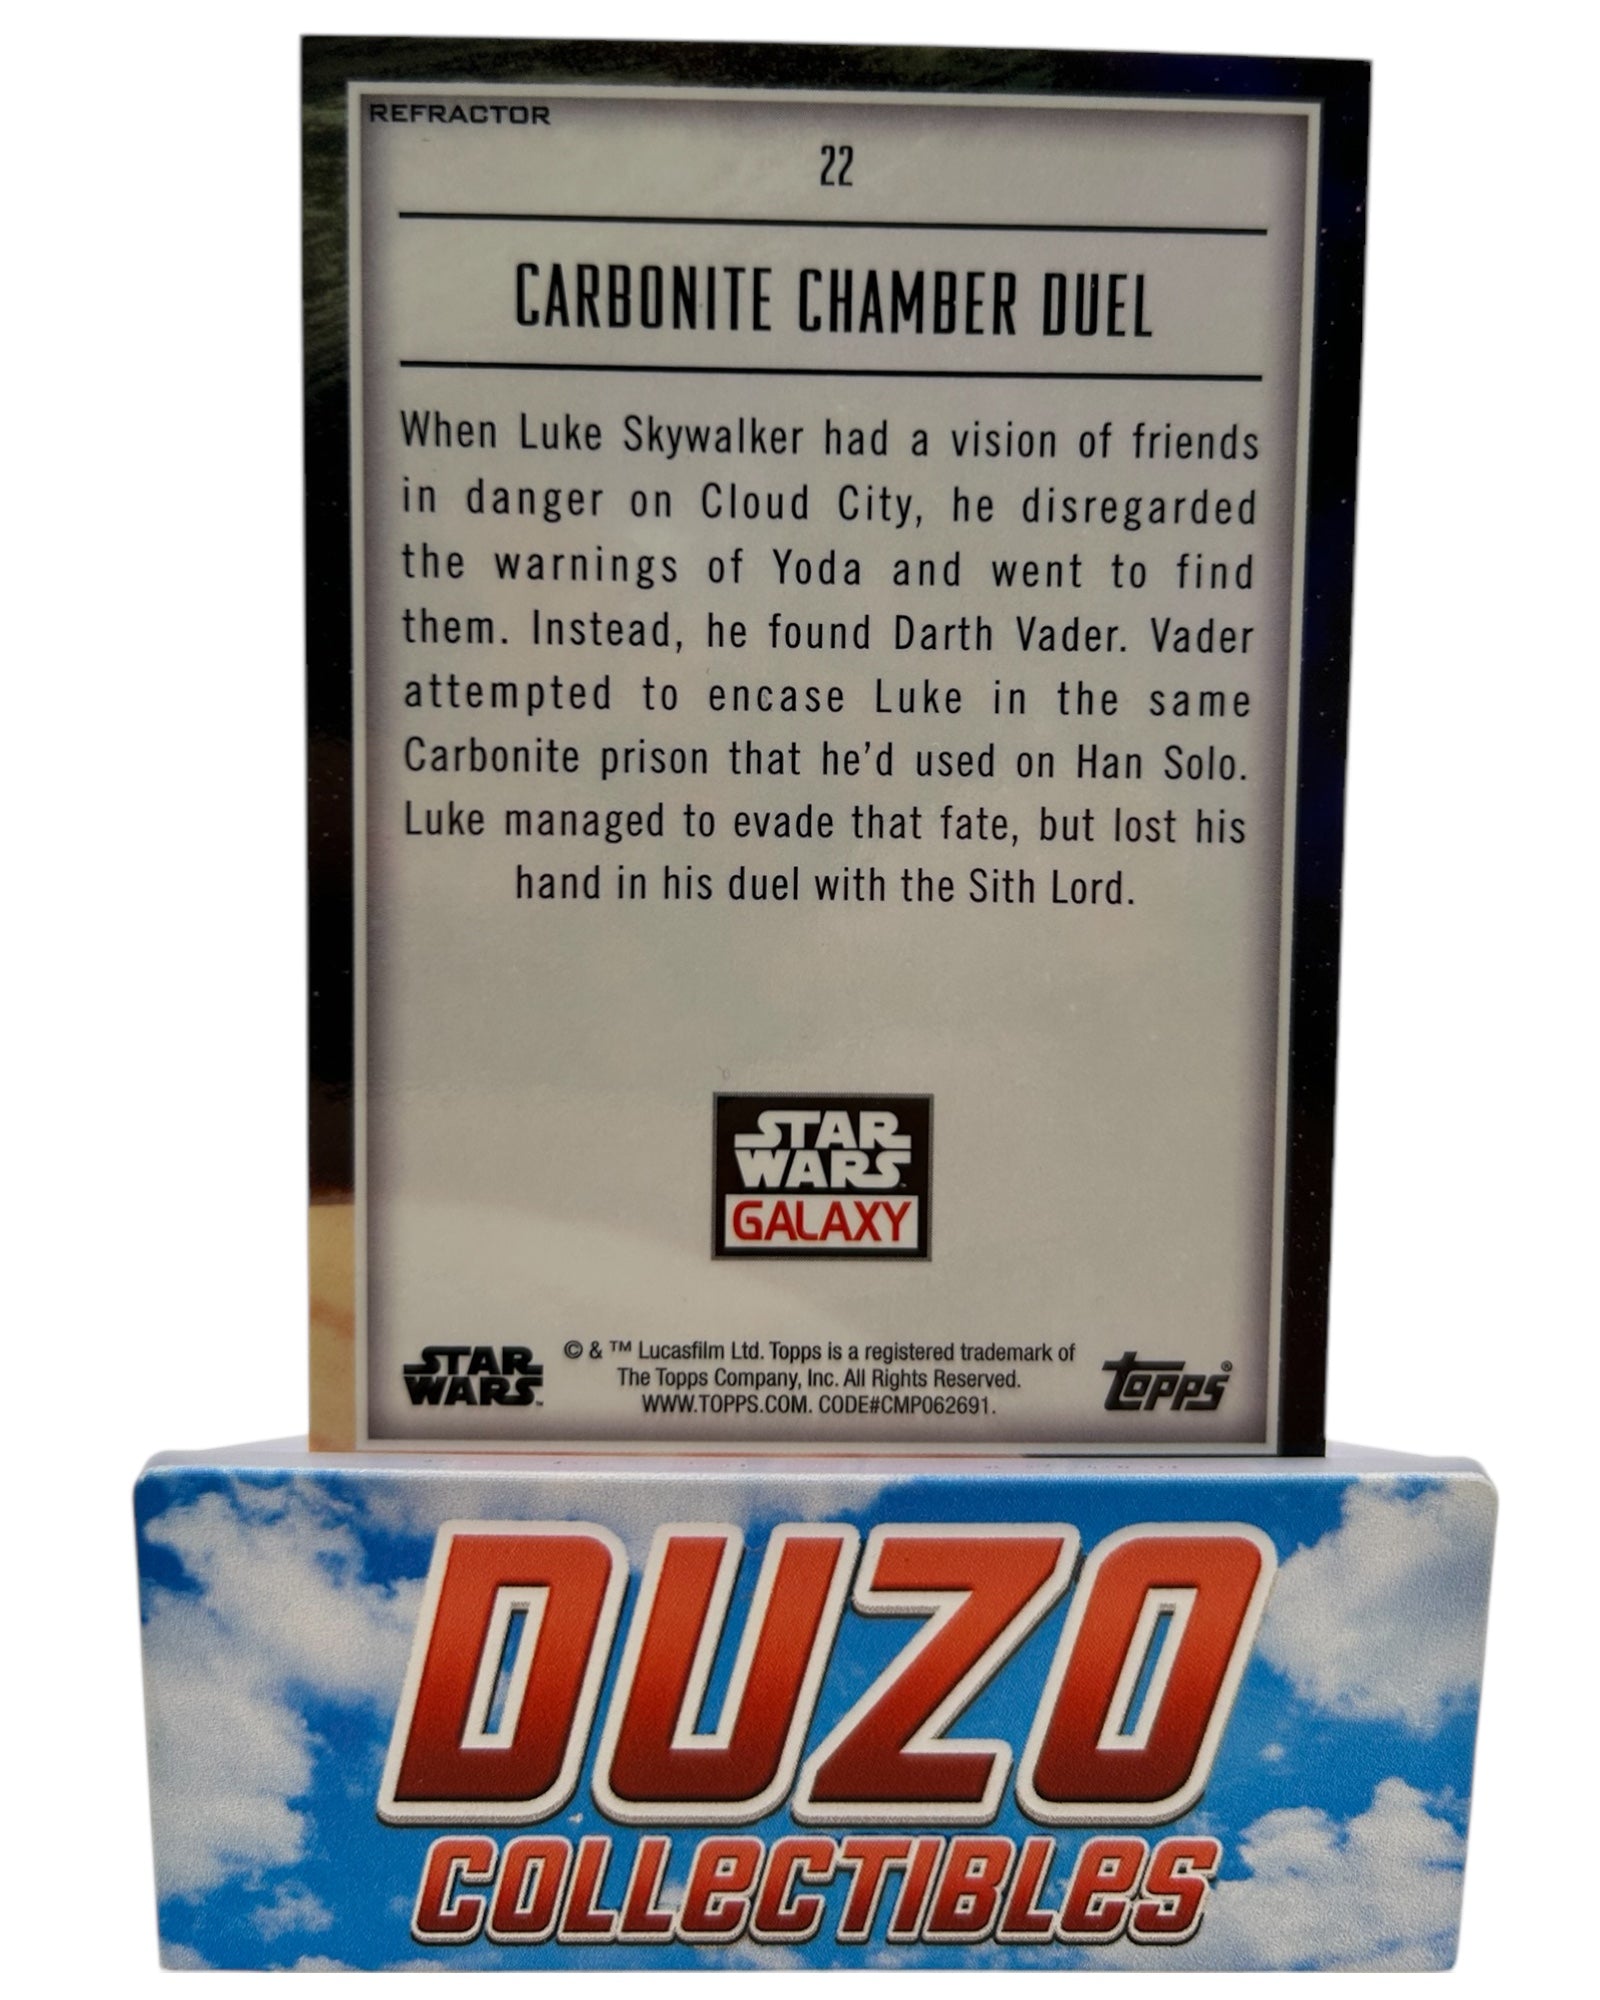 REFRACTOR
22
CARBONITE CHAMBER DUEL
When Luke Skywalker had a vision of friends
in danger on Cloud City, he disregarded
the warnings of Yoda and went to find
them. Instead, he found Darth Vader. Vader
attempted to encase Luke in the same
Carbonite prison that he'd used on Han Solo.
Luke managed to evade that fate, but lost his
hand in his duel with the Sith Lord.
STAR
WARS
GALAXY
STAR
WARS™
© & ™ Lucasfilm Ltd. Topps is a registered trademark of
The Topps Company, Inc. All Rights Reserved.
WWW.TOPPS.COM. CODE#CMP062691.
Topps®
DUZO
COLLECTIBLES